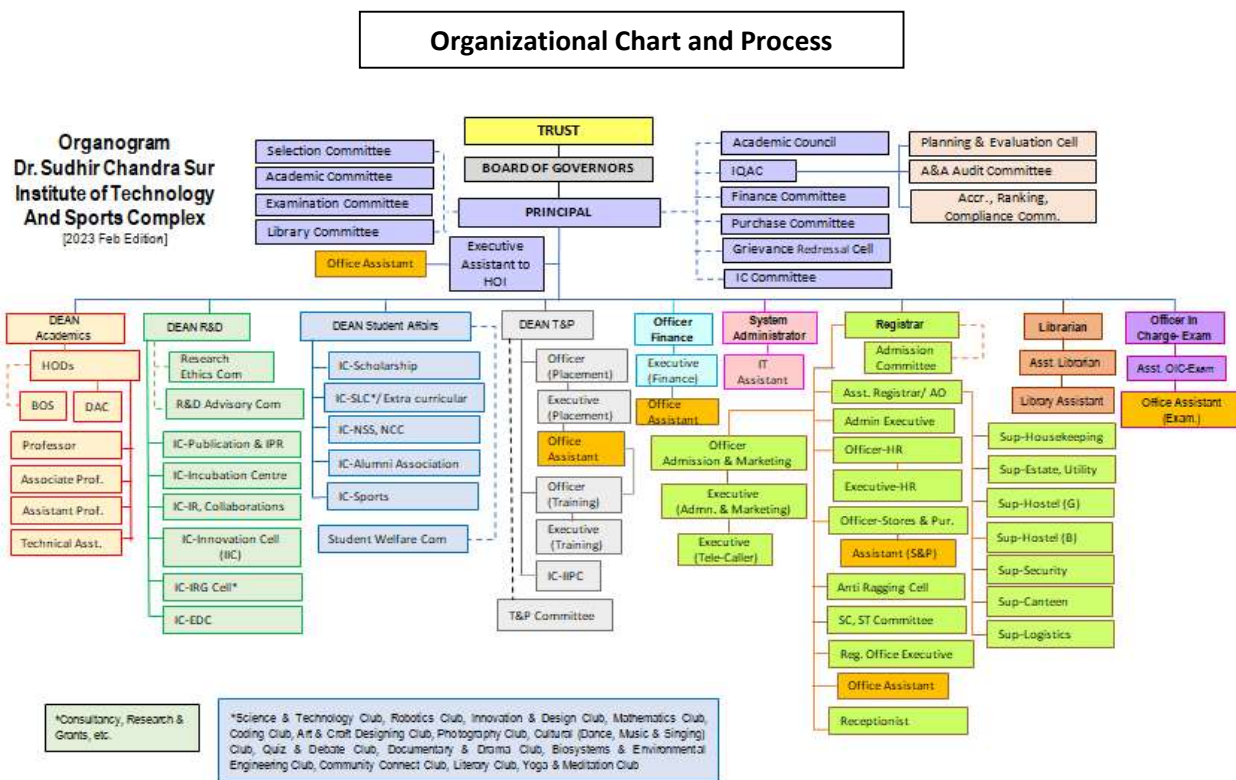 Organizational Chart and Process
Organogram
Dr. Sudhir Chandra Sur
Institute of Technology
And Sports Complex
[2023 Feb Edition]
TRUST
BOARD OF GOVERNORS
PRINCIPAL
Executive
Assistant to
HOI
Office Assistant
Selection Committee
Academic Committee
Examination Committee
Library Committee
Academic Council
IQAC
Finance Committee
Purchase Committee
Grievance Redressal Cell
IC Committee
Planning & Evaluation Cell
A&A Audit Committee
Accr., Ranking,
Compliance Comm.
DEAN
Academics
HODs
BOS
DAC
Professor
Associate Prof.
Assistant Prof.
Technical Asst.
DEAN R&D
Research
Ethics Com
R&D Advisory Com
IC-Publication & IPR
IC-Incubation Centre
IC-IR, Collaborations
IC-Innovation Cell
(IIC)
IC-IRG Cell*
IC-EDC
DEAN Student Affairs
IC-Scholarship
IC-SLC*/ Extra curricular
IC-NSS, NCC
IC-Alumni Association
IC-Sports
Student Welfare Com
DEAN T&P
Officer
(Placement)
Executive
(Placement)
Office
Assistant
Officer
(Training)
Executive
(Training)
IC-IIPC
T&P Committee
Officer
Finance
Executive
(Finance)
Office
Assistant
System
Administrator
IT
Assistant
Registrar
Admission
Committee
Asst. Registrar/ AO
Admin Executive
Officer-HR
Executive-HR
Officer-Stores & Pur.
Assistant (S&P)
Anti Ragging Cell
SC, ST Committee
Reg. Office Executive
Office Assistant
Receptionist
Officer
Admission & Marketing
Executive
(Admn. & Marketing)
Executive
(Tele-Caller)
Sup-Housekeeping
Sup-Estate, Utility
Sup-Hostel (G)
Sup-Hostel (B)
Sup-Security
Sup-Canteen
Sup-Logistics
Librarian
Asst. Librarian
Library Assistant
Officer In
Charge- Exam
Asst. OIC-Exam
Office Assistant
(Exam.)
*Consultancy, Research &
Grants, etc.
*Science & Technology Club, Robotics Club, Innovation & Design Club, Mathematics Club,
Coding Club, Art & Craft Designing Club, Photography Club, Cultural (Dance, Music & Singing)
Club, Quiz & Debate Club, Documentary & Drama Club, Biosystems & Environmental
Engineering Club, Community Connect Club, Literary Club, Yoga & Meditation Club